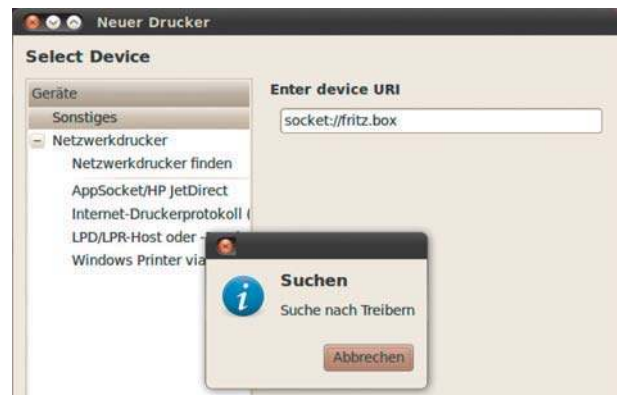 Neuer Drucker
Select Device
Geräte
Sonstiges
Netzwerkdrucker
Netzwerkdrucker finden
AppSocket/HP JetDirect
Internet-Druckerprotokoll (
LPD/LPR-Host oder -
Windows Printer via
Enter device URI
socket://fritz.box
Suchen
Suche nach Treibern
Abbrechen